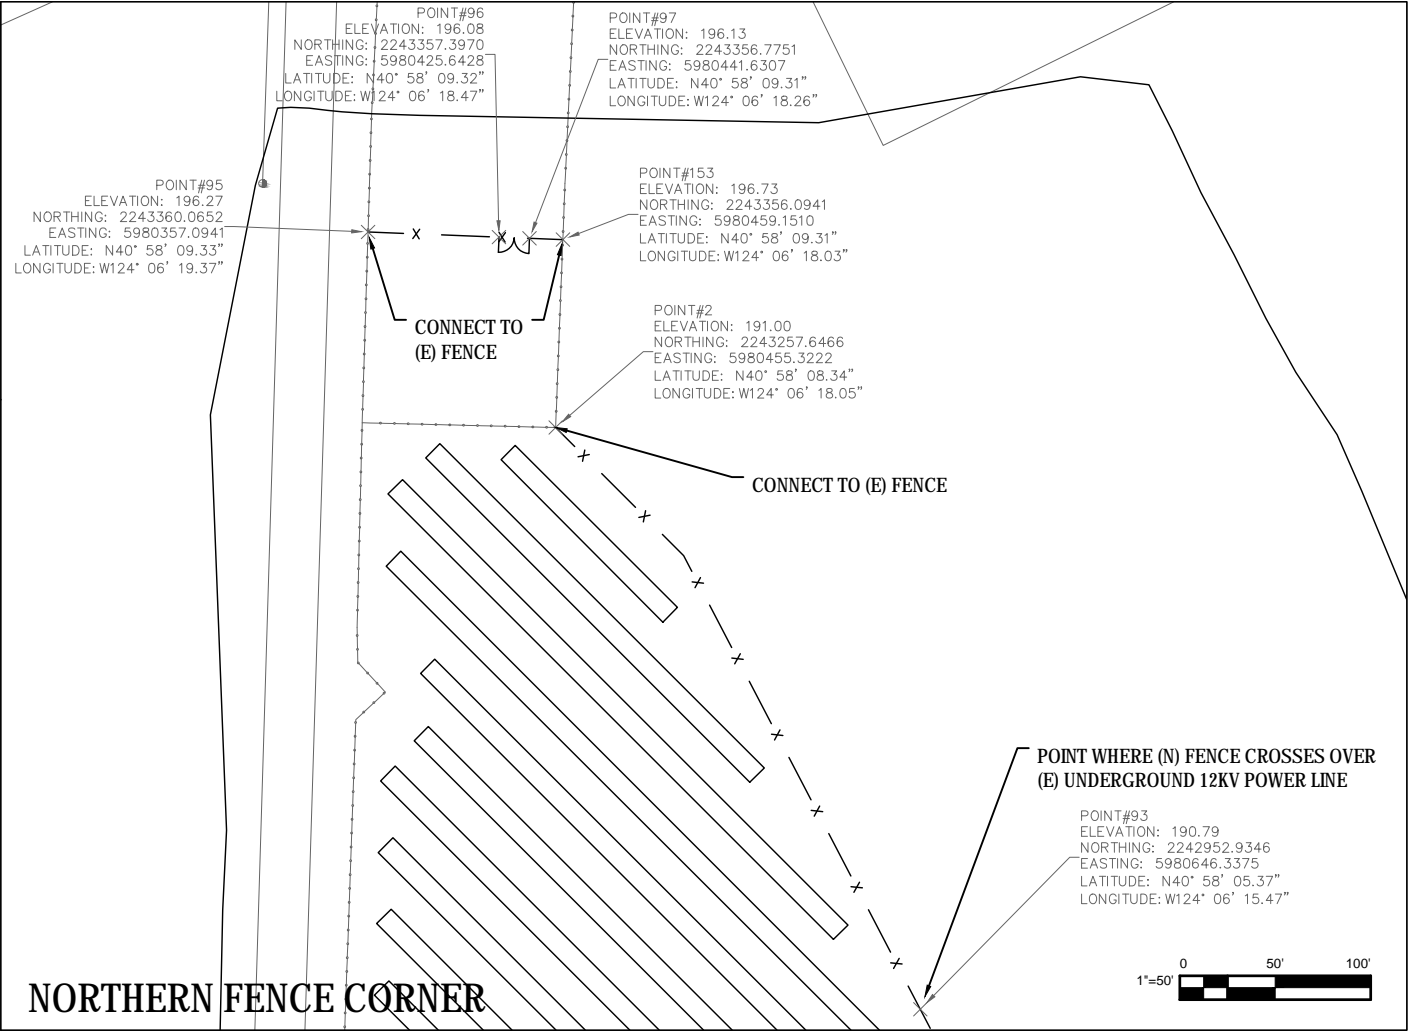 POINT#96
ELEVATION: 196.08
NORTHING: 2243357.3970
EASTING: 5980425.6428
LATITUDE: N40° 58' 09.32"
LONGITUDE: W124° 06' 18.47"
POINT#97
ELEVATION: 196.13
NORTHING: 2243356.7751
EASTING: 5980441.6307
LATITUDE: N40° 58' 09.31"
LONGITUDE: W124° 06' 18.26"
POINT#95
ELEVATION: 196.27
NORTHING: 2243360.0652
EASTING: 5980357.0941
LATITUDE: N40° 58' 09.33"
LONGITUDE: W124° 06' 19.37"
POINT#153
ELEVATION: 196.73
NORTHING: 2243356.0941
EASTING: 5980459.1510
LATITUDE: N40° 58' 09.31"
LONGITUDE: W124° 06' 18.03"
CONNECT TO
(E) FENCE
POINT#2
ELEVATION: 191.00
NORTHING: 2243257.6466
EASTING: 5980455.3222
LATITUDE: N40° 58' 08.34"
LONGITUDE: W124° 06' 18.05"
CONNECT TO (E) FENCE
POINT WHERE (N) FENCE CROSSES OVER
(E) UNDERGROUND 12KV POWER LINE
POINT#93
ELEVATION: 190.79
NORTHING: 2242952.9346
EASTING: 5980646.3375
LATITUDE: N40° 58' 05.37"
LONGITUDE: W124° 06' 15.47"
0 50' 100'
1"=50'
NORTHERN FENCE CORNER